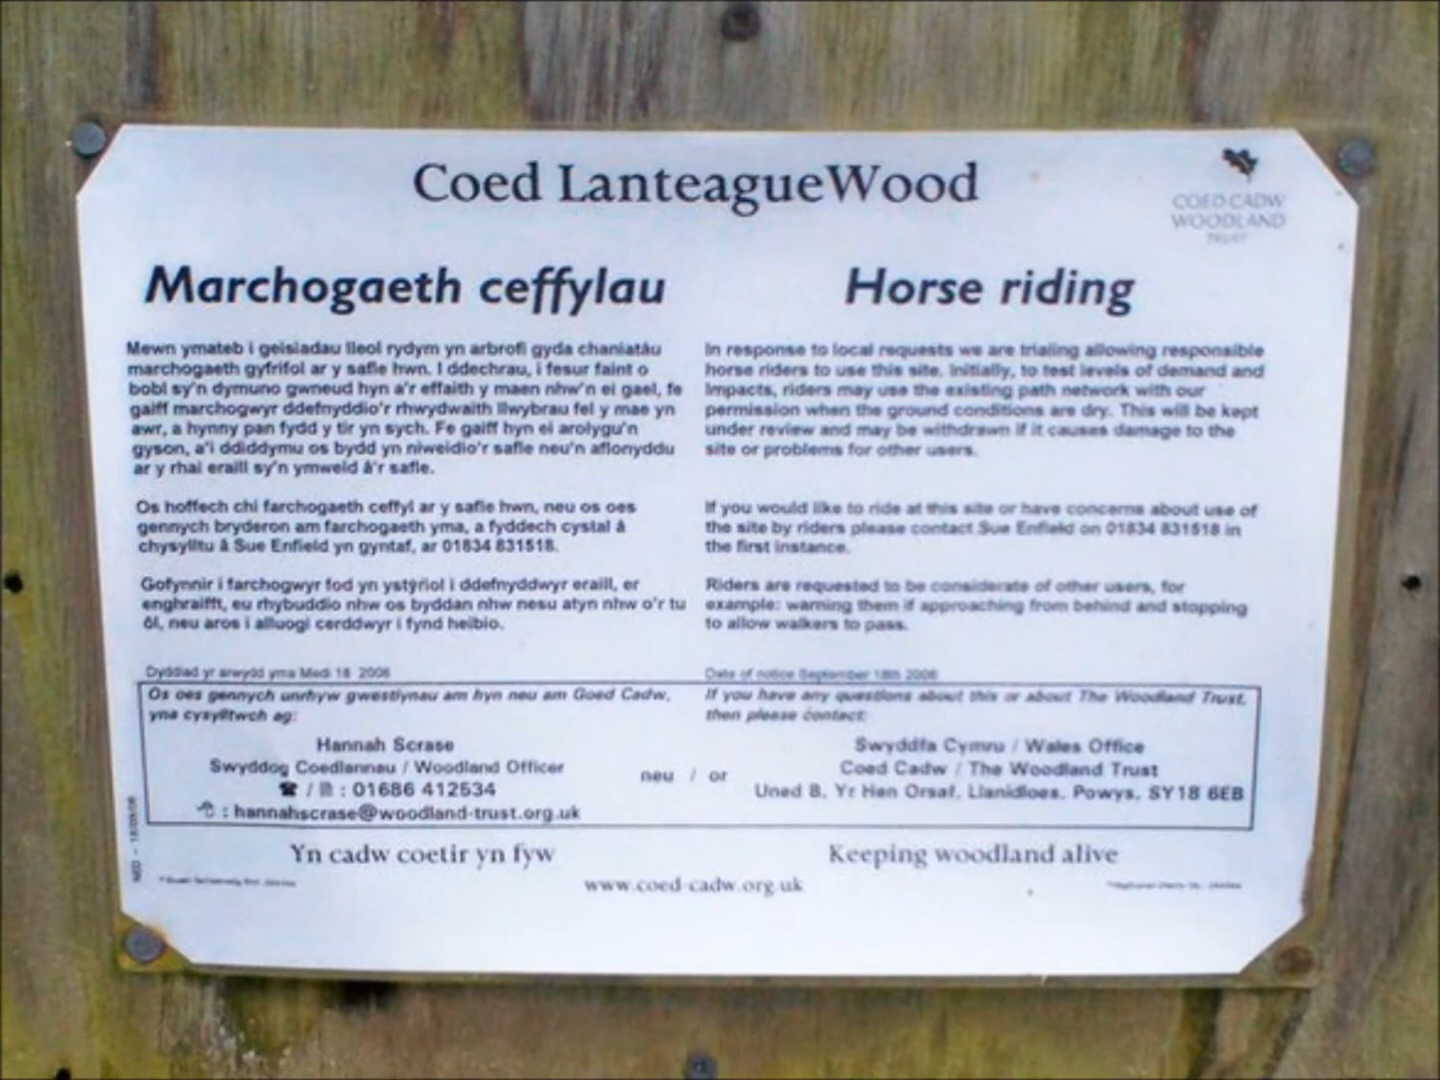 Coed LanteagueWood
COED CADW
WOODLAND
TRUST
Marchogaeth ceffylau
Mewn ymateb i geisiadau lleol rydym yn arbrofi gyda chaniatáu
marchogaeth gyfrifol ar y safle hwn. I ddechrau, i fesur faint o
bobl sy'n dymuno gwneud hyn a'r effaith y maen nhw'n ei gael, fe
gaiff marchogwyr ddefnyddio'r rhwydwaith llwybrau fel y mae yn
awr, a hynny pan fydd y tir yn sych. Fe gaiff hyn ei arolygu'n
gyson, a'i ddiddymu os bydd yn niweidio'r safle neu'n aflonyddu
ar y rhai eraill sy'n ymweld â'r safle.
Os hoffech chi farchogaeth ceffyl ar y safle hwn, neu os oes
gennych bryderon am farchogaeth yma, a fyddech cystal â
chysylltu â Sue Enfield yn gyntaf, ar 01834 831518.
Gofynnir i farchogwyr fod yn ystyriol i ddefnyddwyr eraill, er
enghraifft, eu rhybuddio nhw os byddan nhw nesu atyn nhw o'r tu
ôl, neu aros i alluogi cerddwyr i fynd heibio.
Dyddiad yr arwydd yma Medi 18 2006
Horse riding
In response to local requests we are trialing allowing responsible
horse riders to use this site. Initially, to test levels of demand and
impacts, riders may use the existing path network with our
permission when the ground conditions are dry. This will be kept
under review and may be withdrawn if it causes damage to the
site or problems for other users.
If you would like to ride at this site or have concerns about use of
the site by riders please contact Sue Enfield on 01834 831518 in
the first instance.
Riders are requested to be considerate of other users, for
example: warning them if approaching from behind and stopping
to allow walkers to pass.
Date of notice September 18th 2006
Os oes gennych unrhyw gwestiynau am hyn neu am Goed Cadw,
yna cysylltwch ag:
Hannah Scrase
Swyddog Coedlannau / Woodland Officer
☎ / 🖹 : 01686 412534
🖰 : hannahscrase@woodland-trust.org.uk
neu / or
If you have any questions about this or about The Woodland Trust,
then please contact:
Swyddfa Cymru / Wales Office
Coed Cadw / The Woodland Trust
Uned 8, Yr Hen Orsaf, Llanidloes, Powys, SY18 6EB
Yn cadw coetir yn fyw
Keeping woodland alive
www.coed-cadw.org.uk